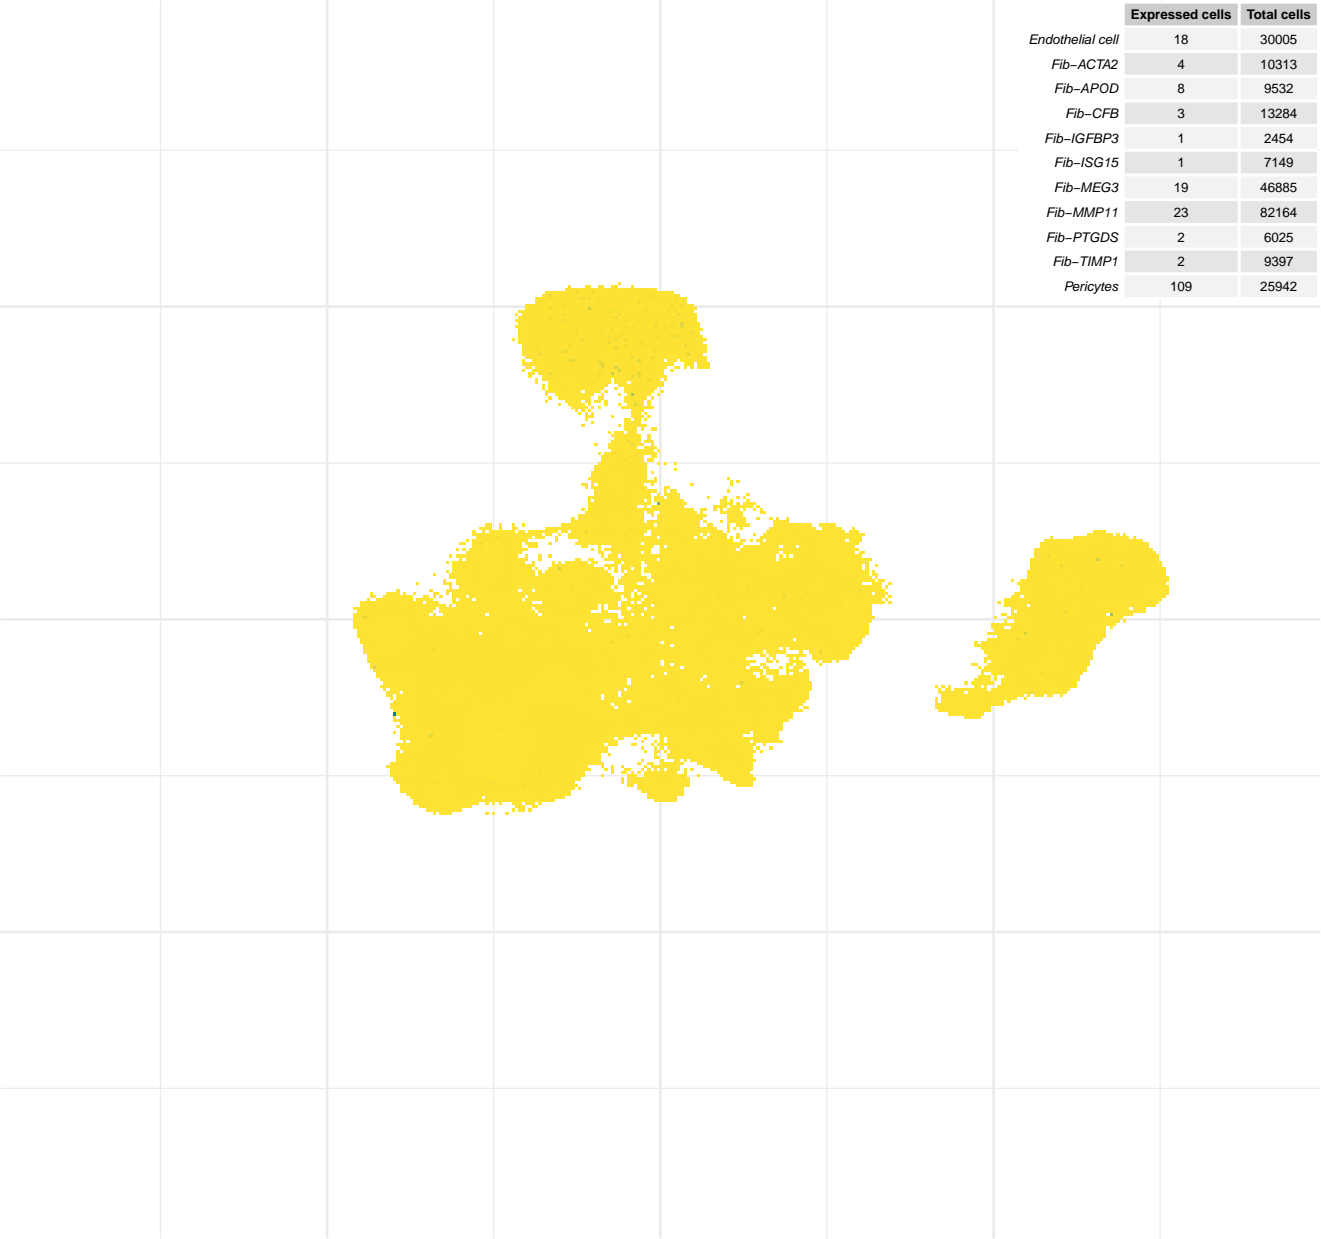 Expressed cells Total cells
Endothelial cell 18 30005
Fib−ACTA2 4 10313
Fib−APOD 8 9532
Fib−CFB 3 13284
Fib−IGFBP3 1 2454
Fib−ISG15 1 7149
Fib−MEG3 19 46885
Fib−MMP11 23 82164
Fib−PTGDS 2 6025
Fib−TIMP1 2 9397
Pericytes 109 25942